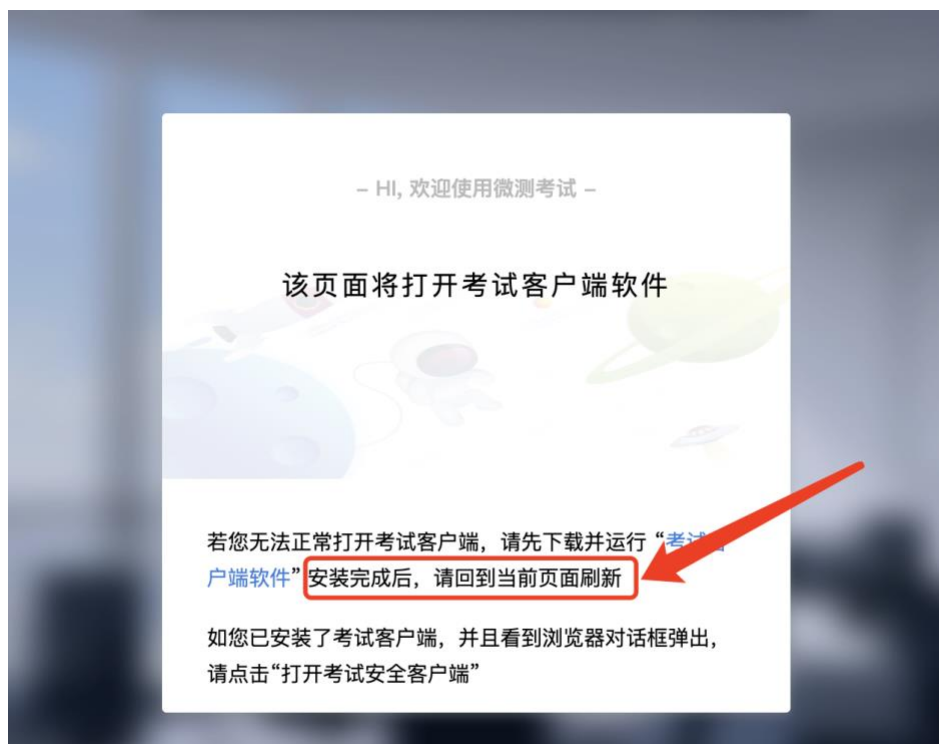 – HI, 欢迎使用微测考试 –
该页面将打开考试客户端软件
若您无法正常打开考试客户端，请先下载并运行 “考试客
户端软件” 安装完成后，请回到当前页面刷新
如您已安装了考试客户端，并且看到浏览器对话框弹出，
请点击“打开考试安全客户端”